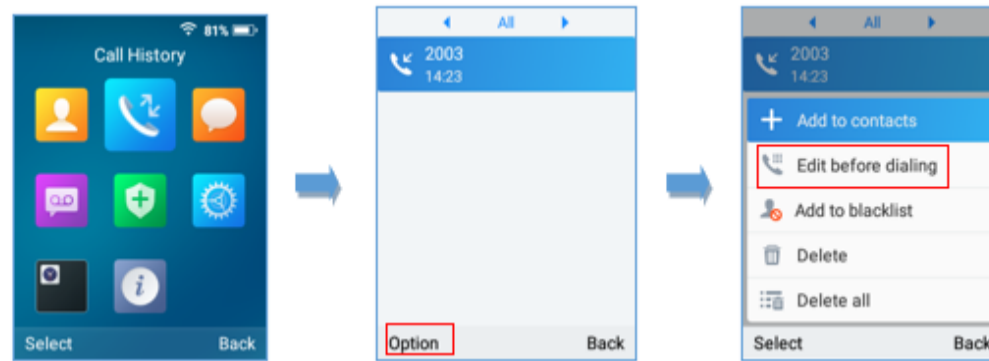 81%
Call History
Select Back
All
2003
14:23
Option Back
All
2003
14:23
Add to contacts
Edit before dialing
Add to blacklist
Delete
Delete all
Select Back